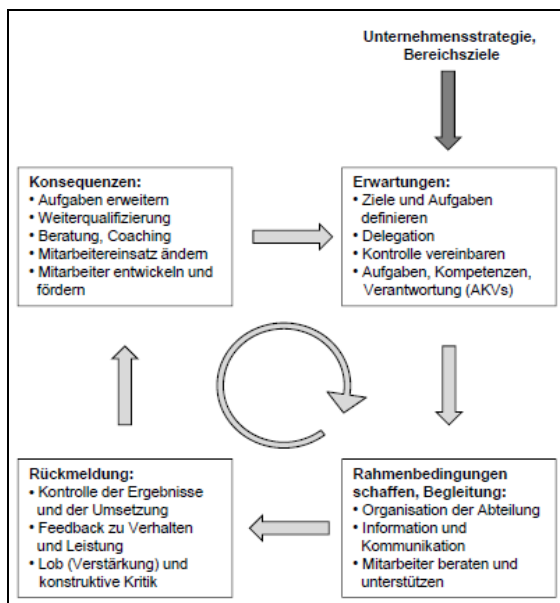 Unternehmensstrategie,
Bereichsziele
Konsequenzen:
• Aufgaben erweitern
• Weiterqualifizierung
• Beratung, Coaching
• Mitarbeitereinsatz ändern
• Mitarbeiter entwickeln und
fördern
Erwartungen:
• Ziele und Aufgaben
definieren
• Delegation
• Kontrolle vereinbaren
• Aufgaben, Kompetenzen,
Verantwortung (AKVs)
Rückmeldung:
• Kontrolle der Ergebnisse
und der Umsetzung
• Feedback zu Verhalten
und Leistung
• Lob (Verstärkung) und
konstruktive Kritik
Rahmenbedingungen
schaffen, Begleitung:
• Organisation der Abteilung
• Information und
Kommunikation
• Mitarbeiter beraten und
unterstützen